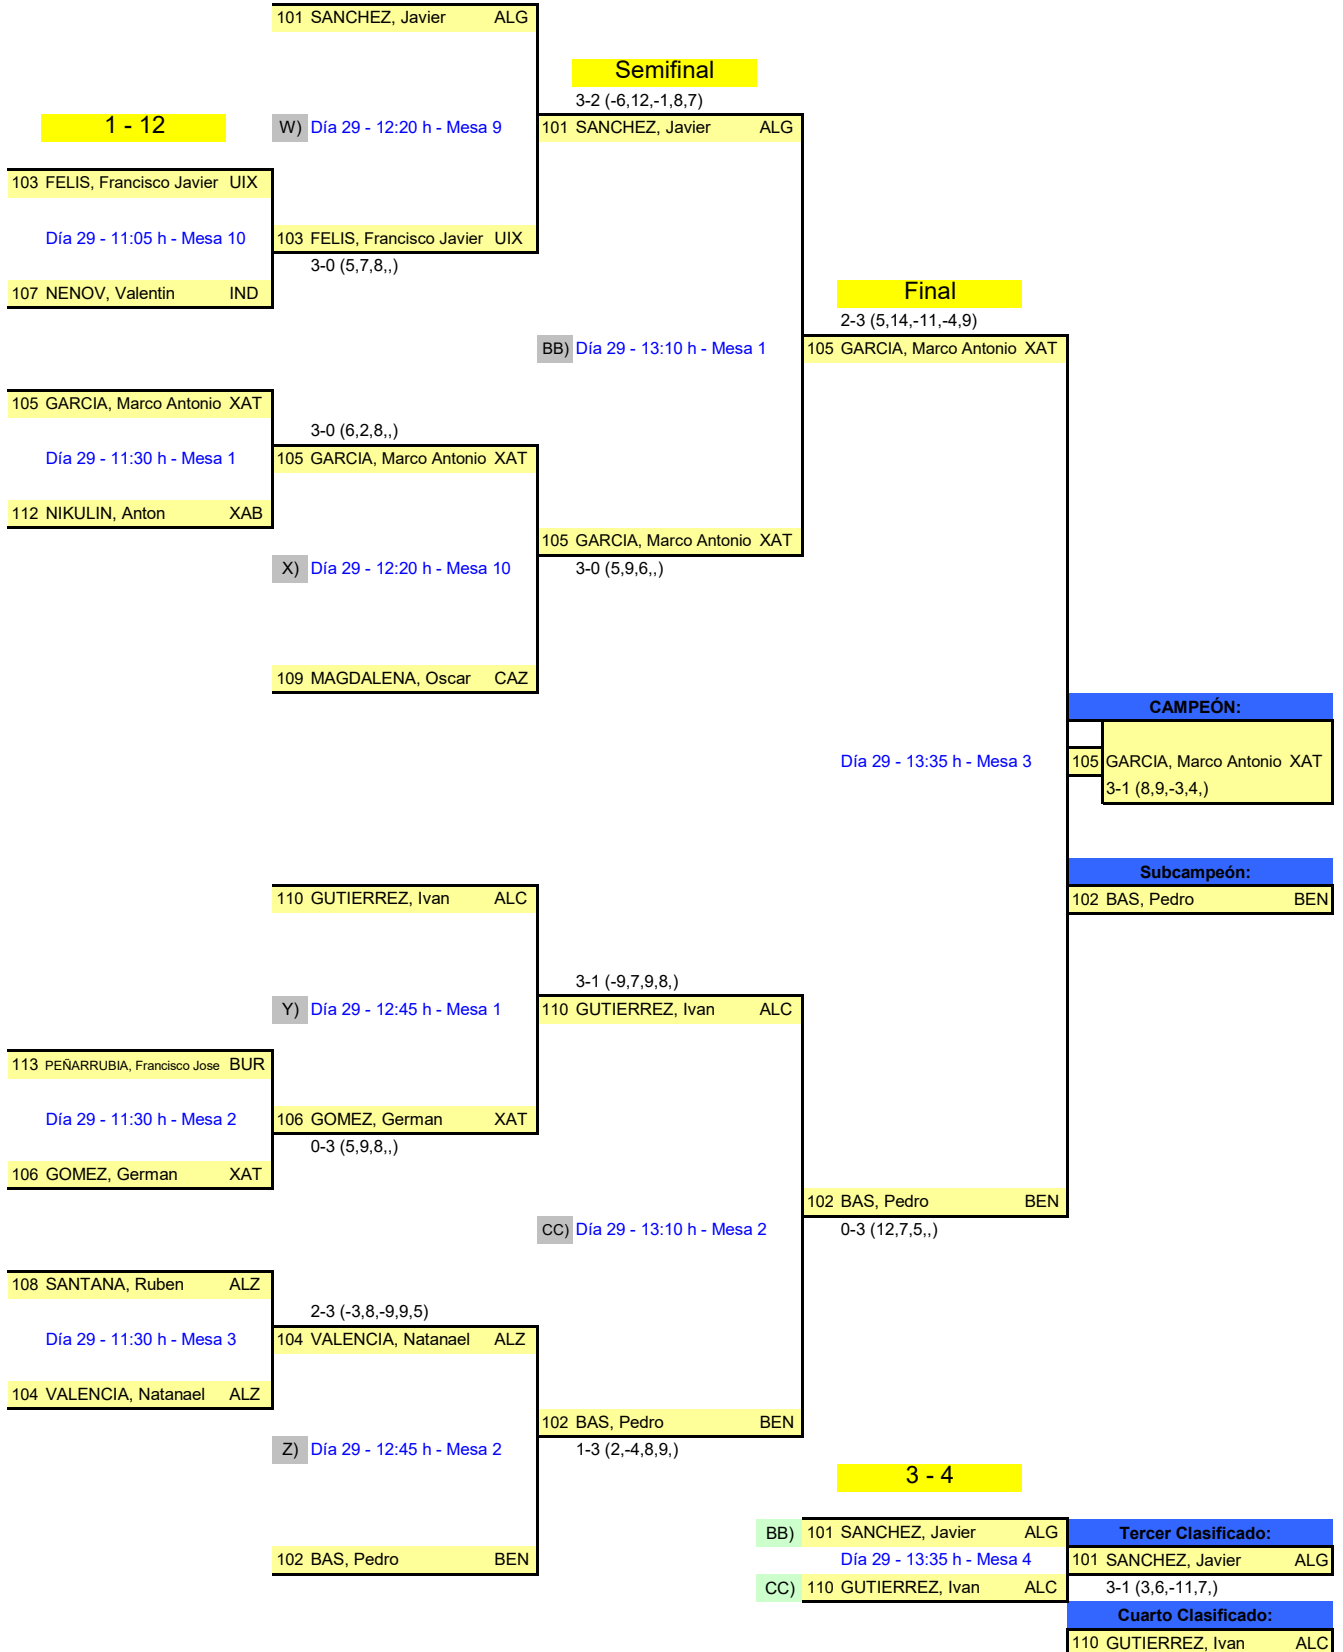 101 SANCHEZ, Javier ALG
Semifinal
3-2 (-6,12,-1,8,7)
1 - 12
W) Día 29 - 12:20 h - Mesa 9
101 SANCHEZ, Javier ALG
103 FELIS, Francisco Javier UIX
Día 29 - 11:05 h - Mesa 10
103 FELIS, Francisco Javier UIX
3-0 (5,7,8,,)
107 NENOV, Valentin IND
Final
2-3 (5,14,-11,-4,9)
BB) Día 29 - 13:10 h - Mesa 1
105 GARCIA, Marco Antonio XAT
105 GARCIA, Marco Antonio XAT
3-0 (6,2,8,,)
Día 29 - 11:30 h - Mesa 1
105 GARCIA, Marco Antonio XAT
112 NIKULIN, Anton XAB
105 GARCIA, Marco Antonio XAT
X) Día 29 - 12:20 h - Mesa 10
3-0 (5,9,6,,)
109 MAGDALENA, Oscar CAZ
CAMPEÓN:
Día 29 - 13:35 h - Mesa 3
105 GARCIA, Marco Antonio XAT
3-1 (8,9,-3,4,)
Subcampeón:
110 GUTIERREZ, Ivan ALC
102 BAS, Pedro BEN
3-1 (-9,7,9,8,)
Y) Día 29 - 12:45 h - Mesa 1
110 GUTIERREZ, Ivan ALC
113 PEÑARRUBIA, Francisco Jose BUR
Día 29 - 11:30 h - Mesa 2
106 GOMEZ, German XAT
0-3 (5,9,8,,)
106 GOMEZ, German XAT
102 BAS, Pedro BEN
CC) Día 29 - 13:10 h - Mesa 2
0-3 (12,7,5,,)
108 SANTANA, Ruben ALZ
2-3 (-3,8,-9,9,5)
Día 29 - 11:30 h - Mesa 3
104 VALENCIA, Natanael ALZ
104 VALENCIA, Natanael ALZ
102 BAS, Pedro BEN
Z) Día 29 - 12:45 h - Mesa 2
1-3 (2,-4,8,9,)
3 - 4
BB) 101 SANCHEZ, Javier ALG
Tercer Clasificado:
102 BAS, Pedro BEN
Día 29 - 13:35 h - Mesa 4
101 SANCHEZ, Javier ALG
CC) 110 GUTIERREZ, Ivan ALC
3-1 (3,6,-11,7,)
Cuarto Clasificado:
110 GUTIERREZ, Ivan ALC